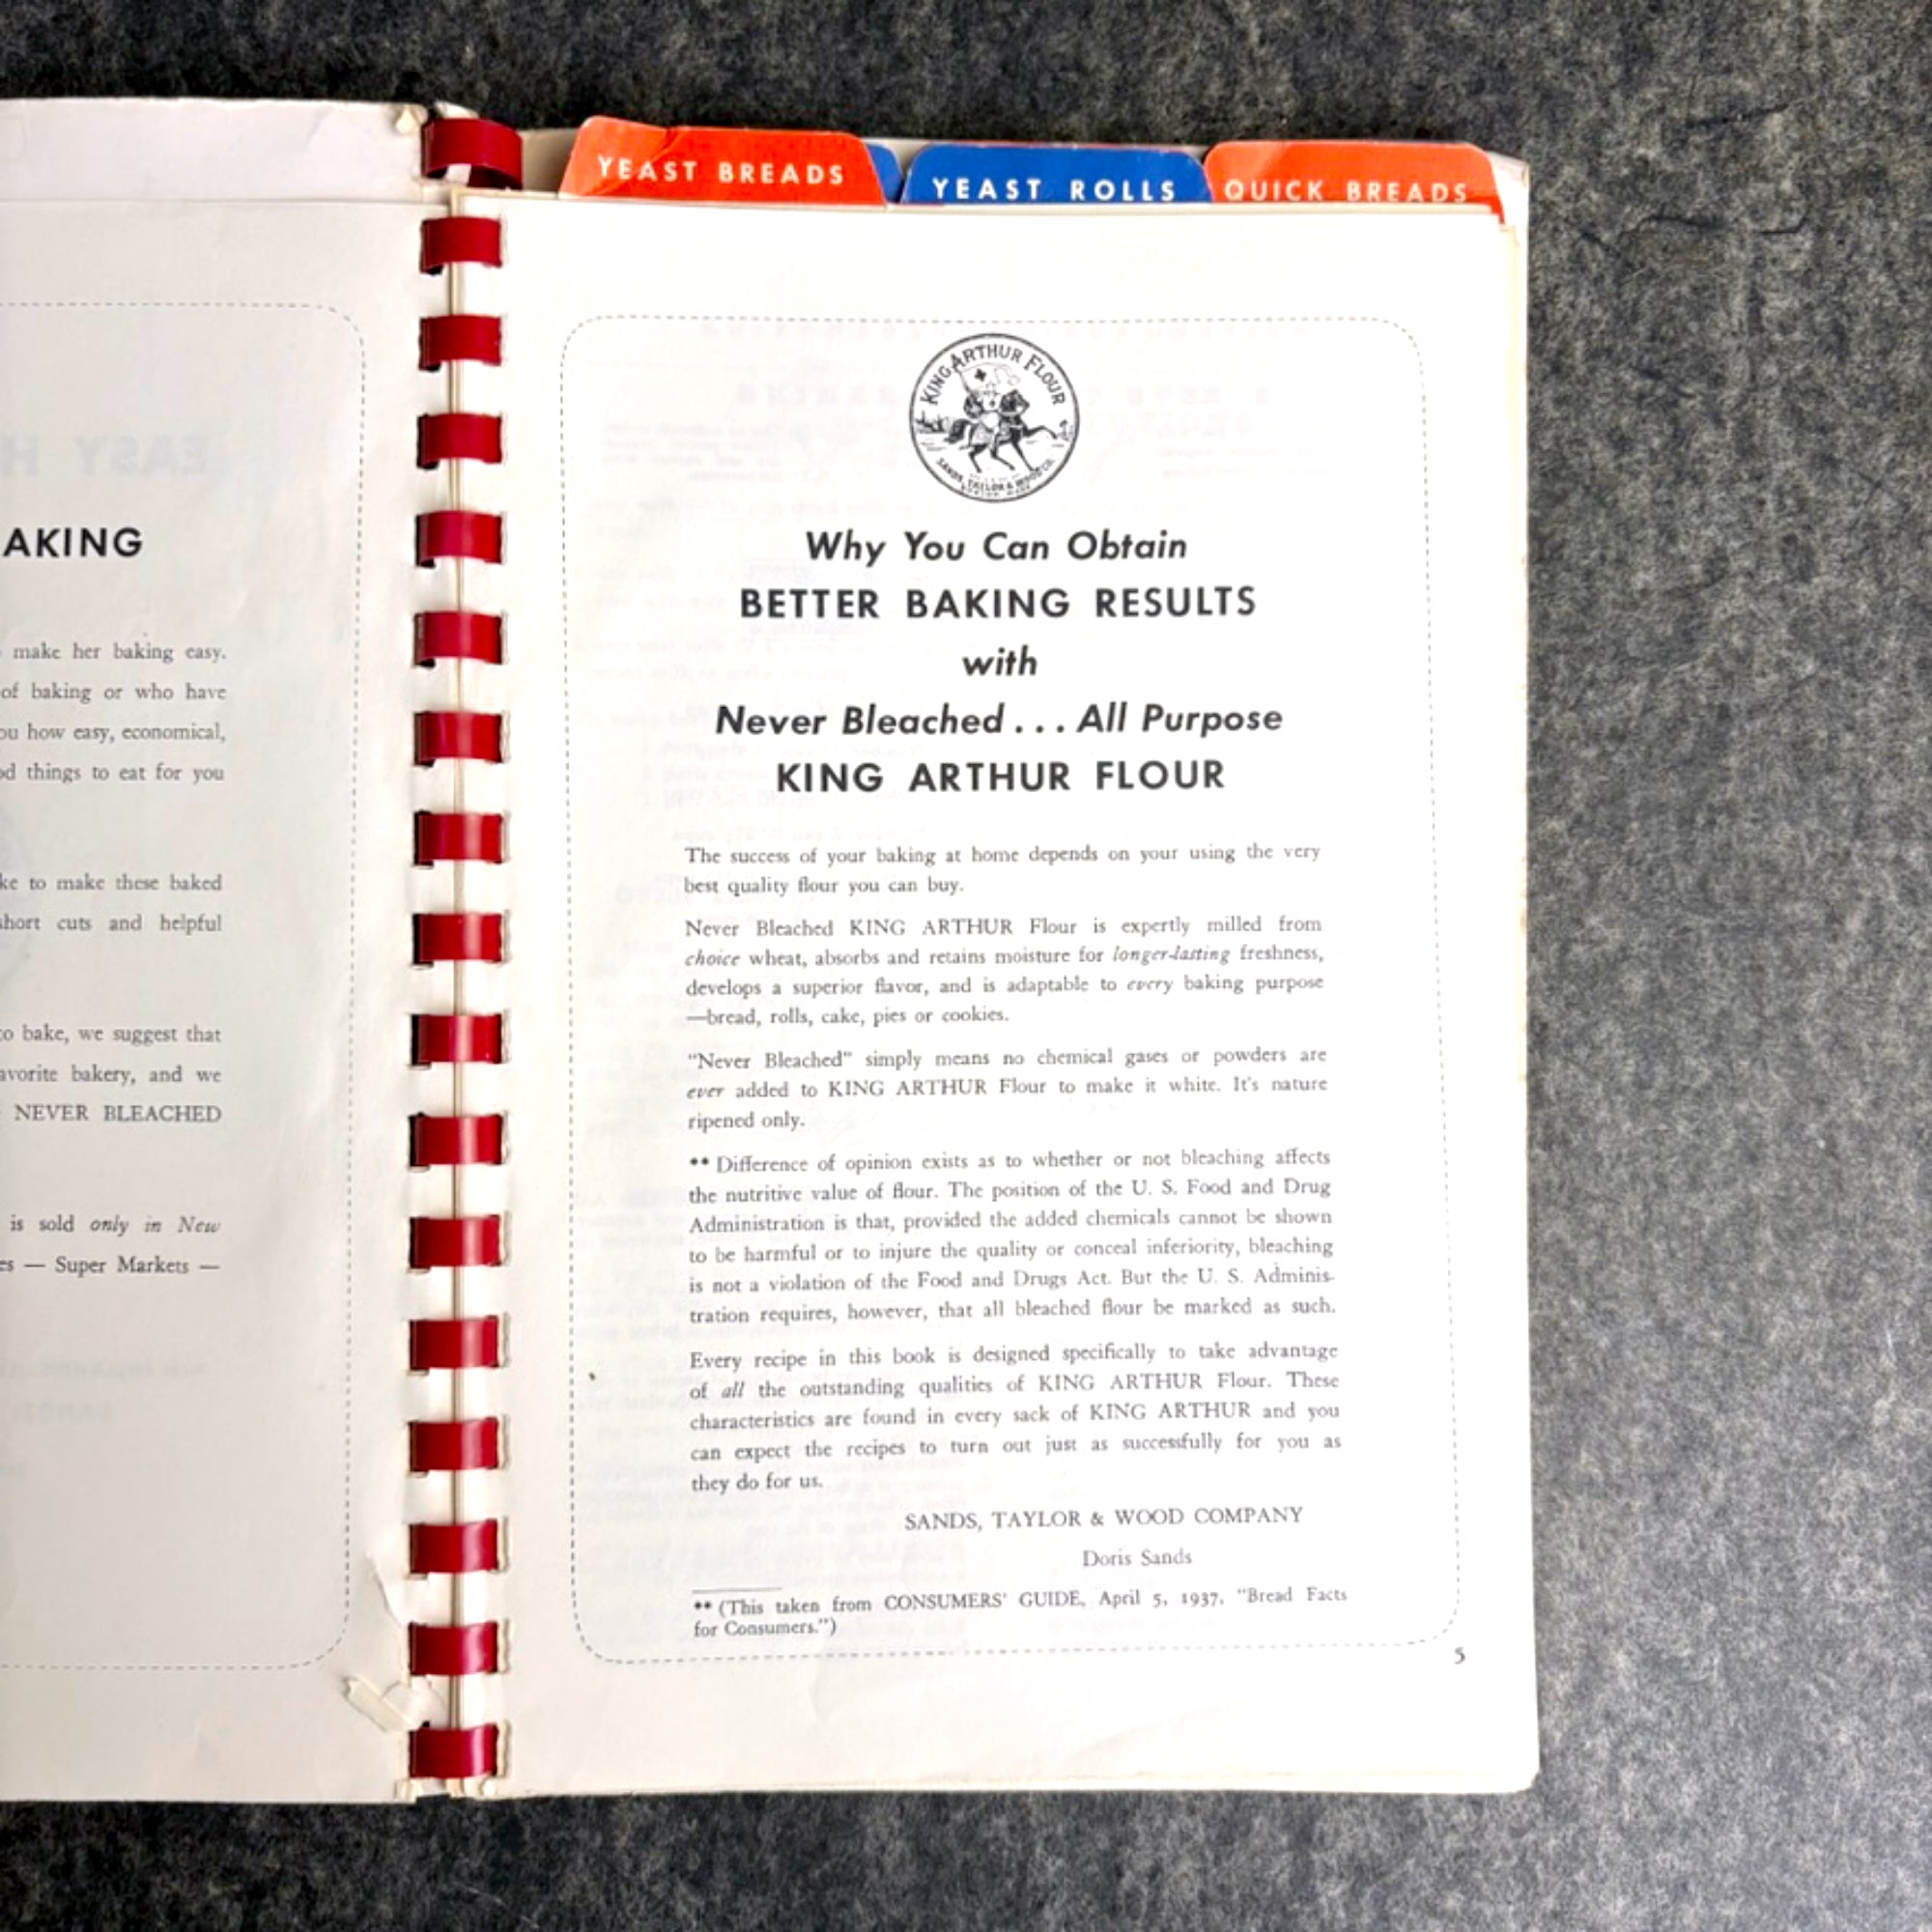 AKING
make her baking easy.
of baking or who have
how easy, economical,
things to eat for you
to make these baked
short cuts and helpful
to bake, we suggest that
bakery, and we
NEVER BLEACHED
is sold only in New
— Super Markets —
YEAST BREADS
YEAST ROLLS
QUICK BREADS
KING ARTHUR FLOUR
SANDS, TAYLOR & WOOD CO.
Why You Can Obtain
BETTER BAKING RESULTS
with
Never Bleached . . . All Purpose
KING ARTHUR FLOUR
The success of your baking at home depends on your using the very
best quality flour you can buy.
Never Bleached KING ARTHUR Flour is expertly milled from
choice wheat, absorbs and retains moisture for longer-lasting freshness,
develops a superior flavor, and is adaptable to every baking purpose
—bread, rolls, cake, pies or cookies.
"Never Bleached" simply means no chemical gases or powders are
ever added to KING ARTHUR Flour to make it white. It's nature
ripened only.
** Difference of opinion exists as to whether or not bleaching affects
the nutritive value of flour. The position of the U. S. Food and Drug
Administration is that, provided the added chemicals cannot be shown
to be harmful or to injure the quality or conceal inferiority, bleaching
is not a violation of the Food and Drugs Act. But the U. S. Adminis-
tration requires, however, that all bleached flour be marked as such.
Every recipe in this book is designed specifically to take advantage
of all the outstanding qualities of KING ARTHUR Flour. These
characteristics are found in every sack of KING ARTHUR and you
can expect the recipes to turn out just as successfully for you as
they do for us.
SANDS, TAYLOR & WOOD COMPANY
Doris Sands
** (This taken from CONSUMERS' GUIDE, April 5, 1937, "Bread Facts
for Consumers.")
5